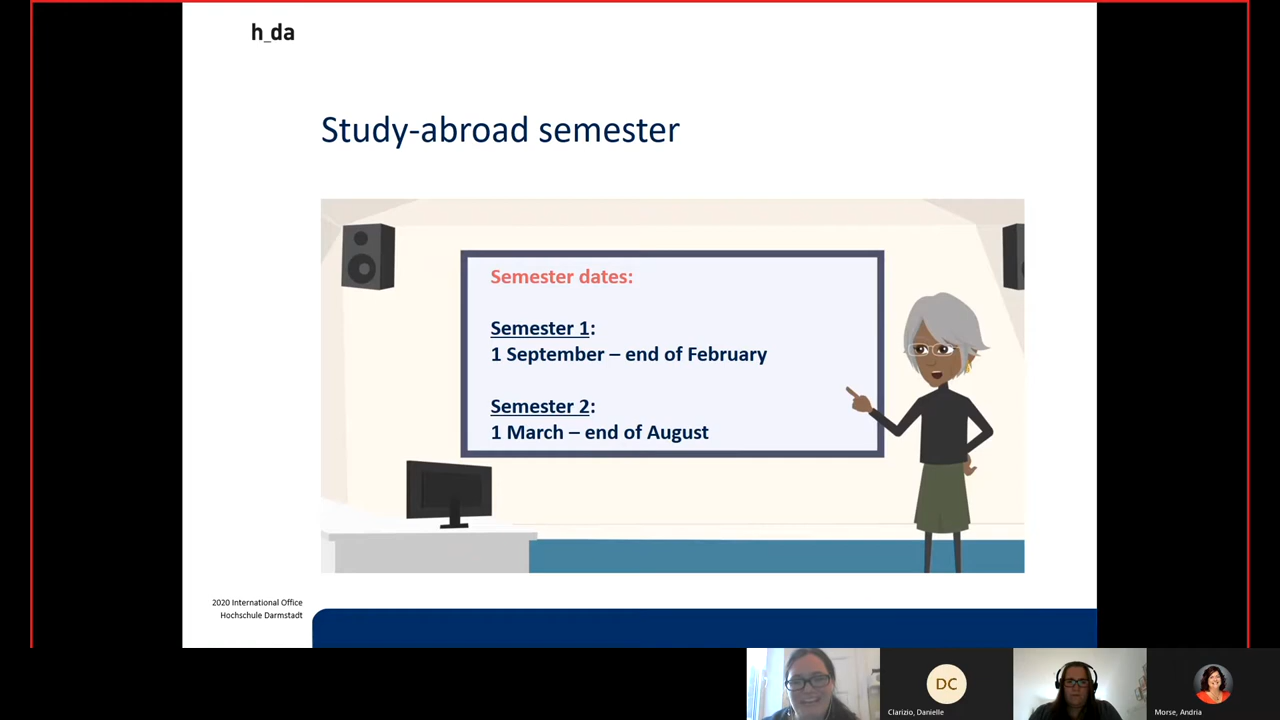 h_da
Study-abroad semester
Semester dates:
Semester 1:
1 September – end of February
Semester 2:
1 March – end of August
2020 International Office
Hochschule Darmstadt
DC
Clarizio, Danielle
Morse, Andria